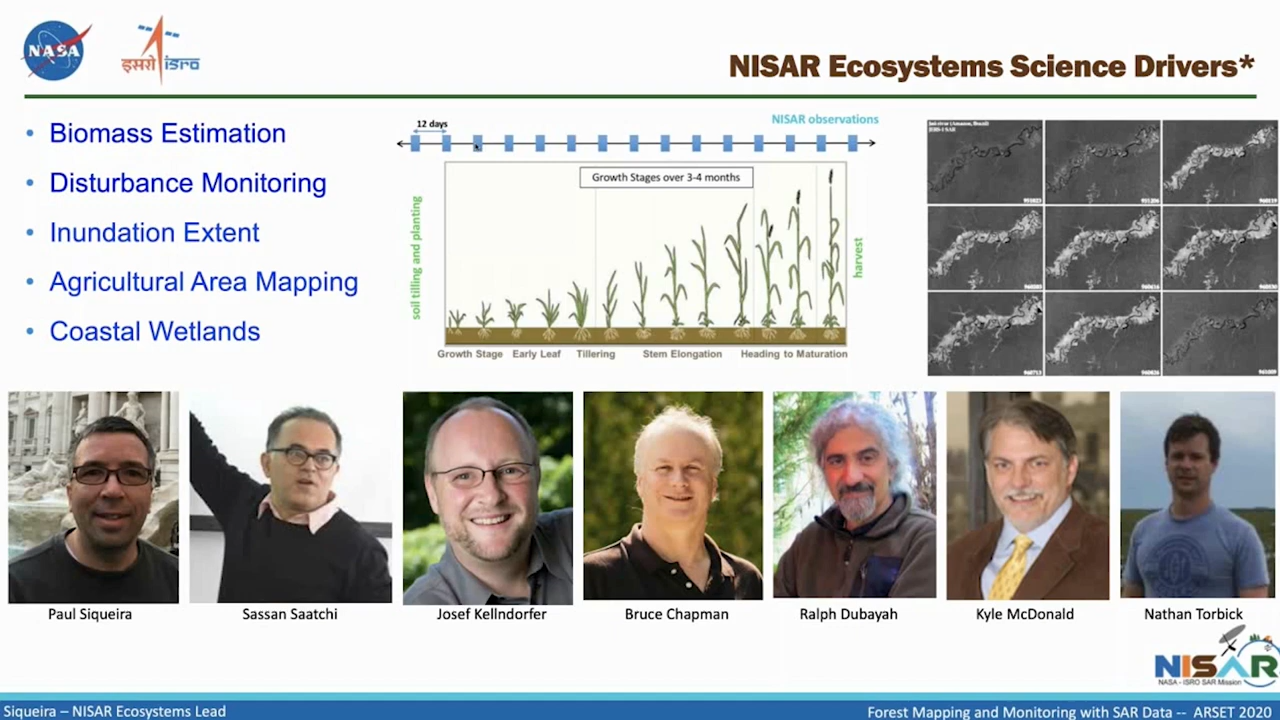 NASA
इसरो isro
NISAR Ecosystems Science Drivers*
• Biomass Estimation
• Disturbance Monitoring
• Inundation Extent
• Agricultural Area Mapping
• Coastal Wetlands
12 days
NISAR observations
Growth Stages over 3-4 months
soil tilling and planting
harvest
Growth Stage Early Leaf Tillering Stem Elongation Heading to Maturation
Paul Siqueira
Sassan Saatchi
Josef Kellndorfer
Bruce Chapman
Ralph Dubayah
Kyle McDonald
Nathan Torbick
NISAR
NASA - ISRO SAR Mission
Siqueira – NISAR Ecosystems Lead
Forest Mapping and Monitoring with SAR Data -- ARSET 2020